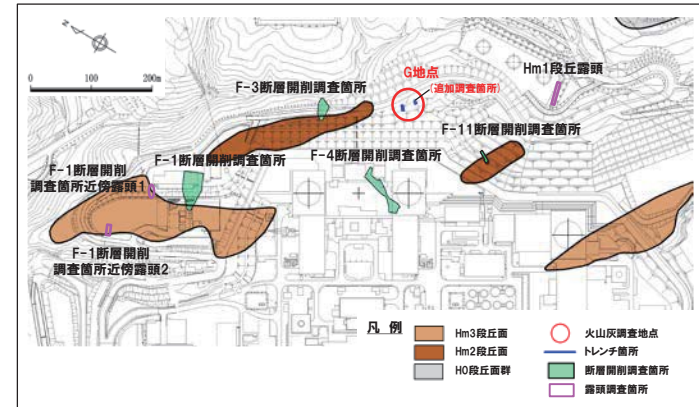 N
0 100 200m
G地点
(追加調査箇所)
Hm1段丘露頭
F-3断層開削調査箇所
F-11断層開削調査箇所
F-1断層開削調査箇所
F-4断層開削調査箇所
F-1断層開削
調査箇所近傍露頭1
F-1断層開削
調査箇所近傍露頭2
凡 例
Hm3段丘面
Hm2段丘面
H0段丘面群
火山灰調査地点
トレンチ箇所
断層開削調査箇所
露頭調査箇所